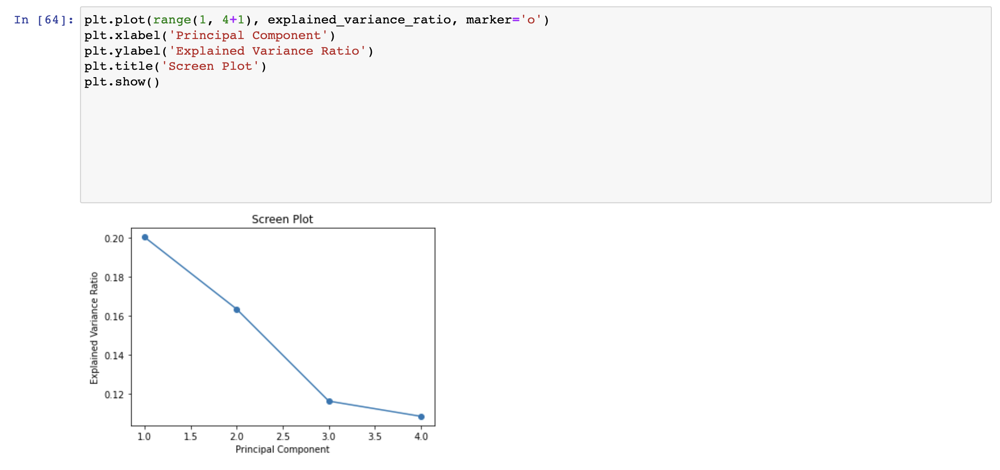 In [64]: plt.plot(range(1, 4+1), explained_variance_ratio, marker='o')
plt.xlabel('Principal Component')
plt.ylabel('Explained Variance Ratio')
plt.title('Screen Plot')
plt.show()
Screen Plot
Explained Variance Ratio
0.20
0.18
0.16
0.14
0.12
1.0 1.5 2.0 2.5 3.0 3.5 4.0
Principal Component